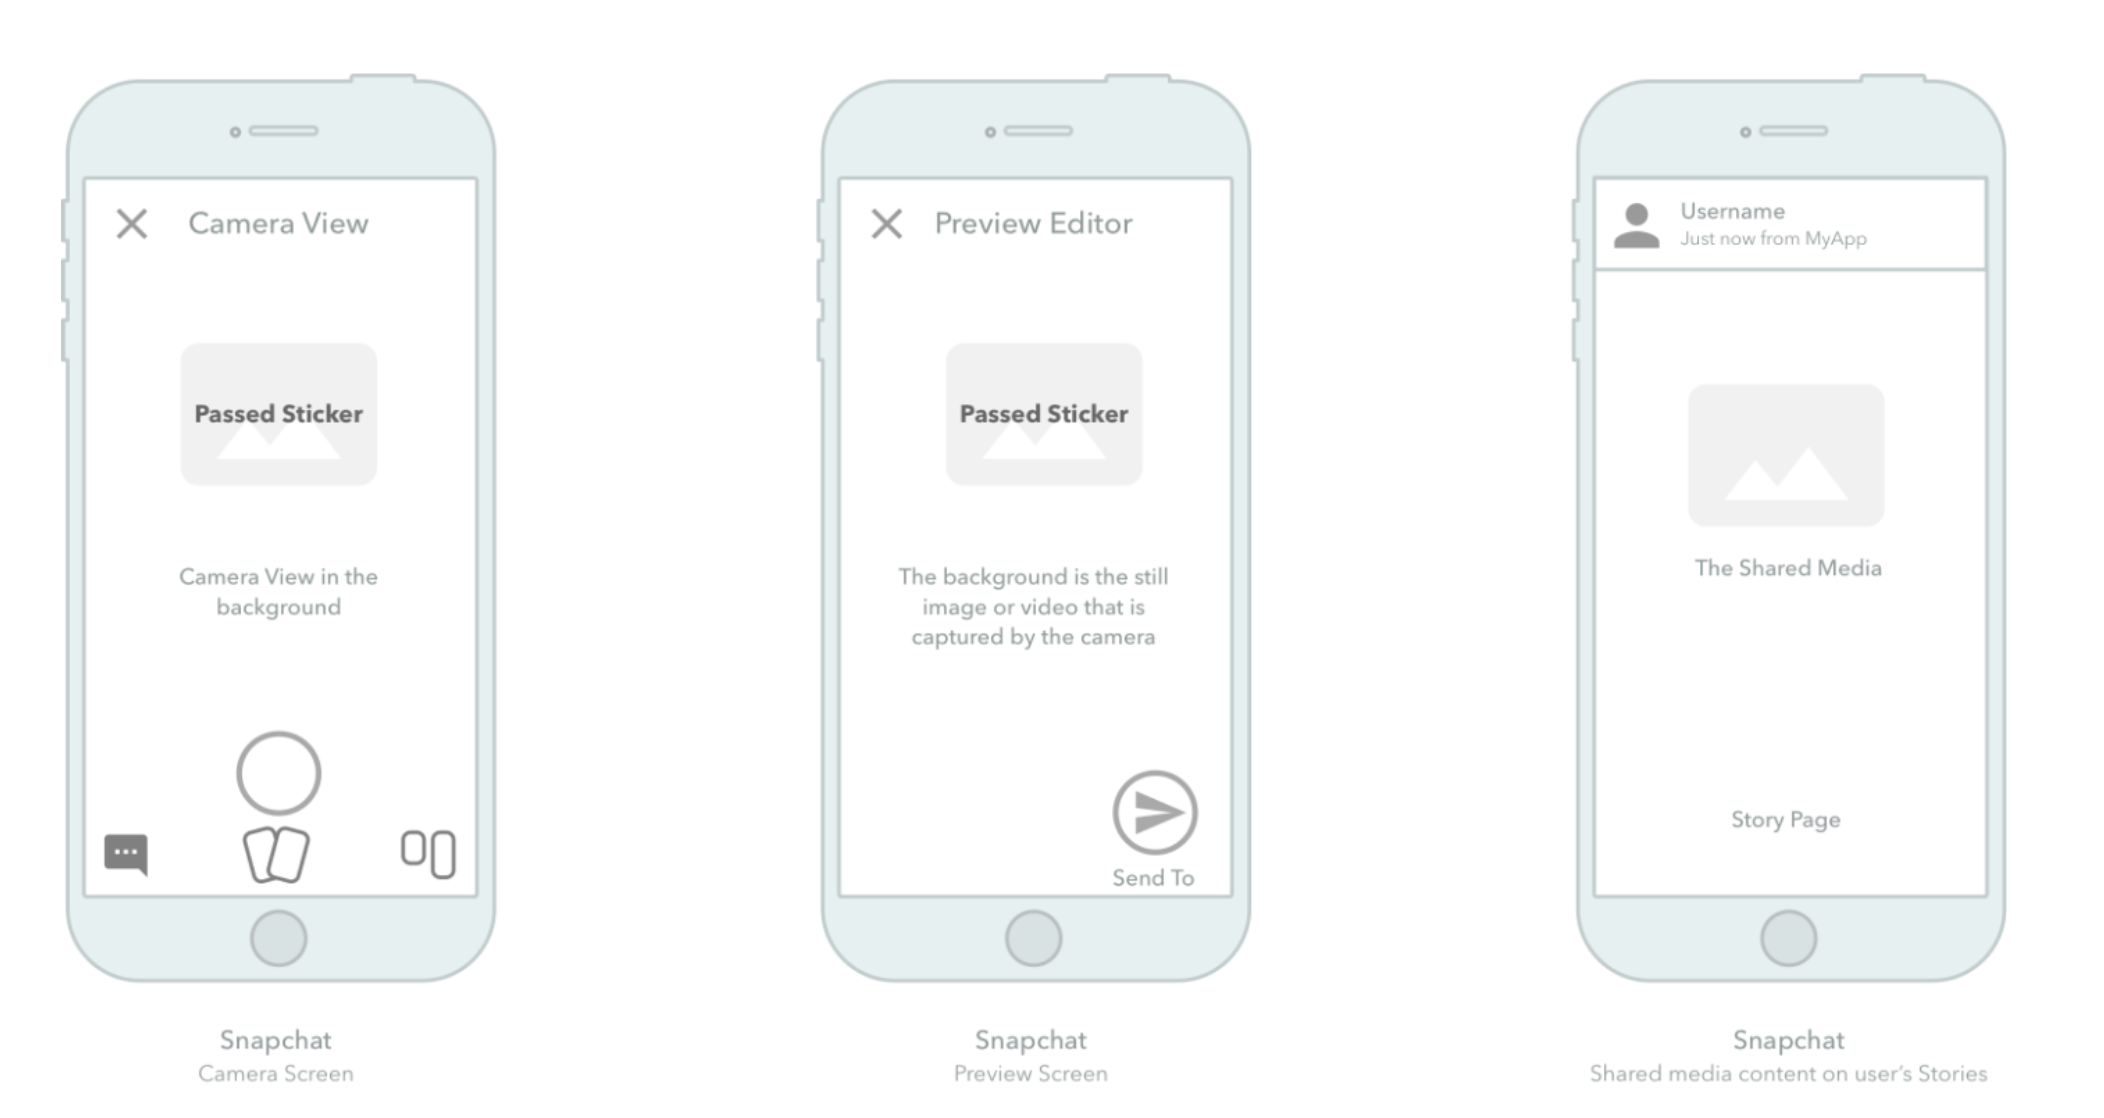 Camera View
Passed Sticker
Camera View in the
background
Snapchat
Camera Screen
Preview Editor
Passed Sticker
The background is the still
image or video that is
captured by the camera
Send To
Snapchat
Preview Screen
Username
Just now from MyApp
The Shared Media
Story Page
Snapchat
Shared media content on user's Stories